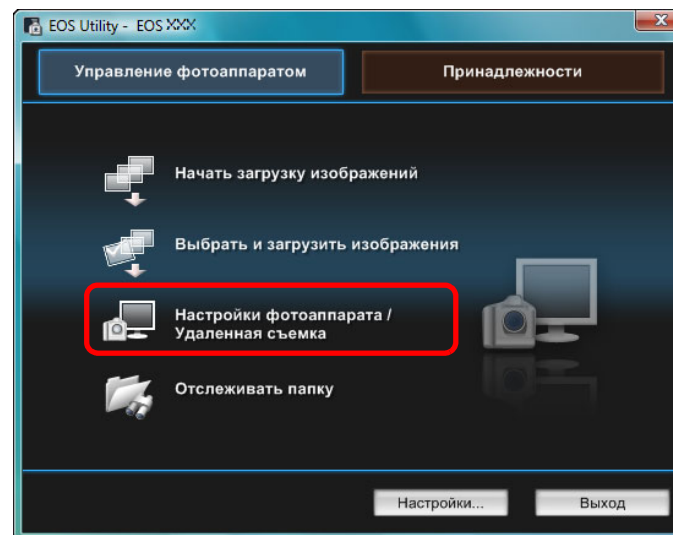 EOS Utility - EOS XXX
Управление фотоаппаратом
Принадлежности
Начать загрузку изображений
Выбрать и загрузить изображения
Настройки фотоаппарата /
Удаленная съемка
Отслеживать папку
Настройки...
Выход